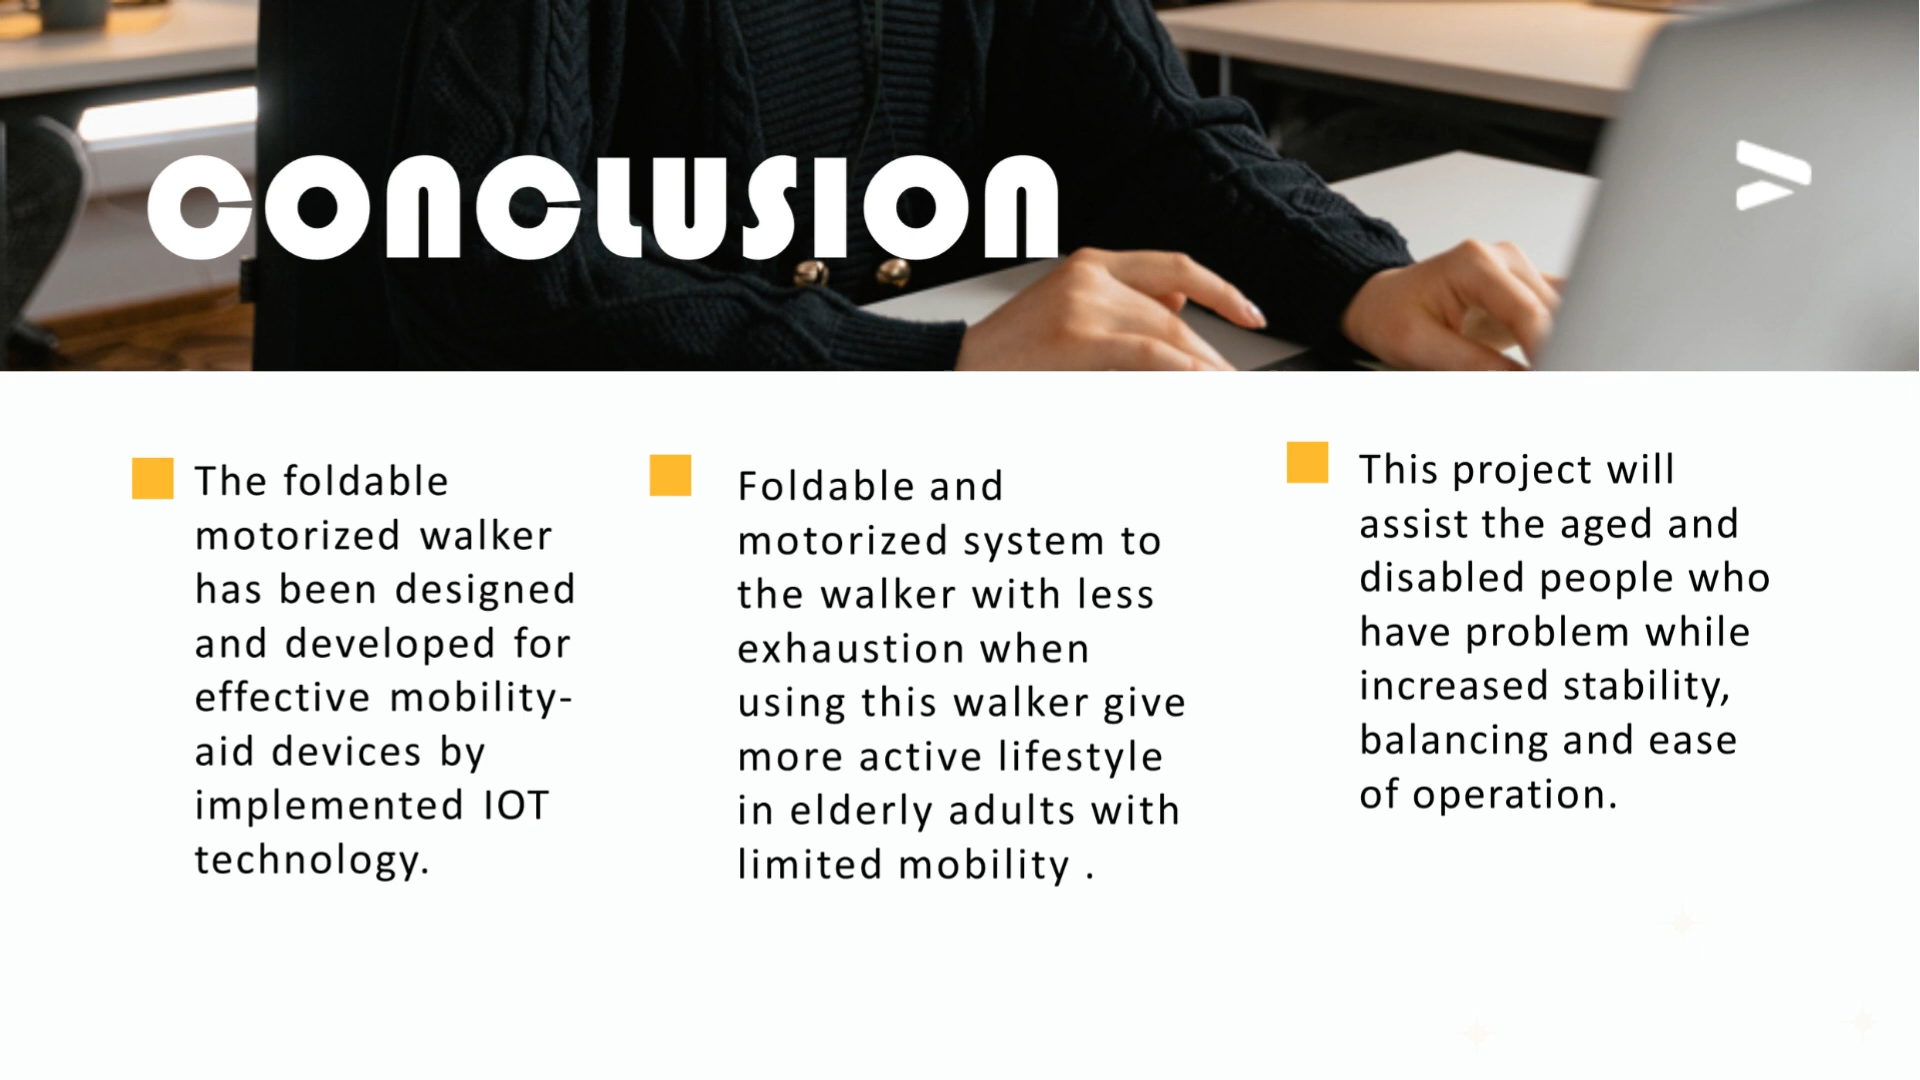 CONCLUSION
The foldable
motorized walker
has been designed
and developed for
effective mobility-
aid devices by
implemented IOT
technology.
Foldable and
motorized system to
the walker with less
exhaustion when
using this walker give
more active lifestyle
in elderly adults with
limited mobility .
This project will
assist the aged and
disabled people who
have problem while
increased stability,
balancing and ease
of operation.